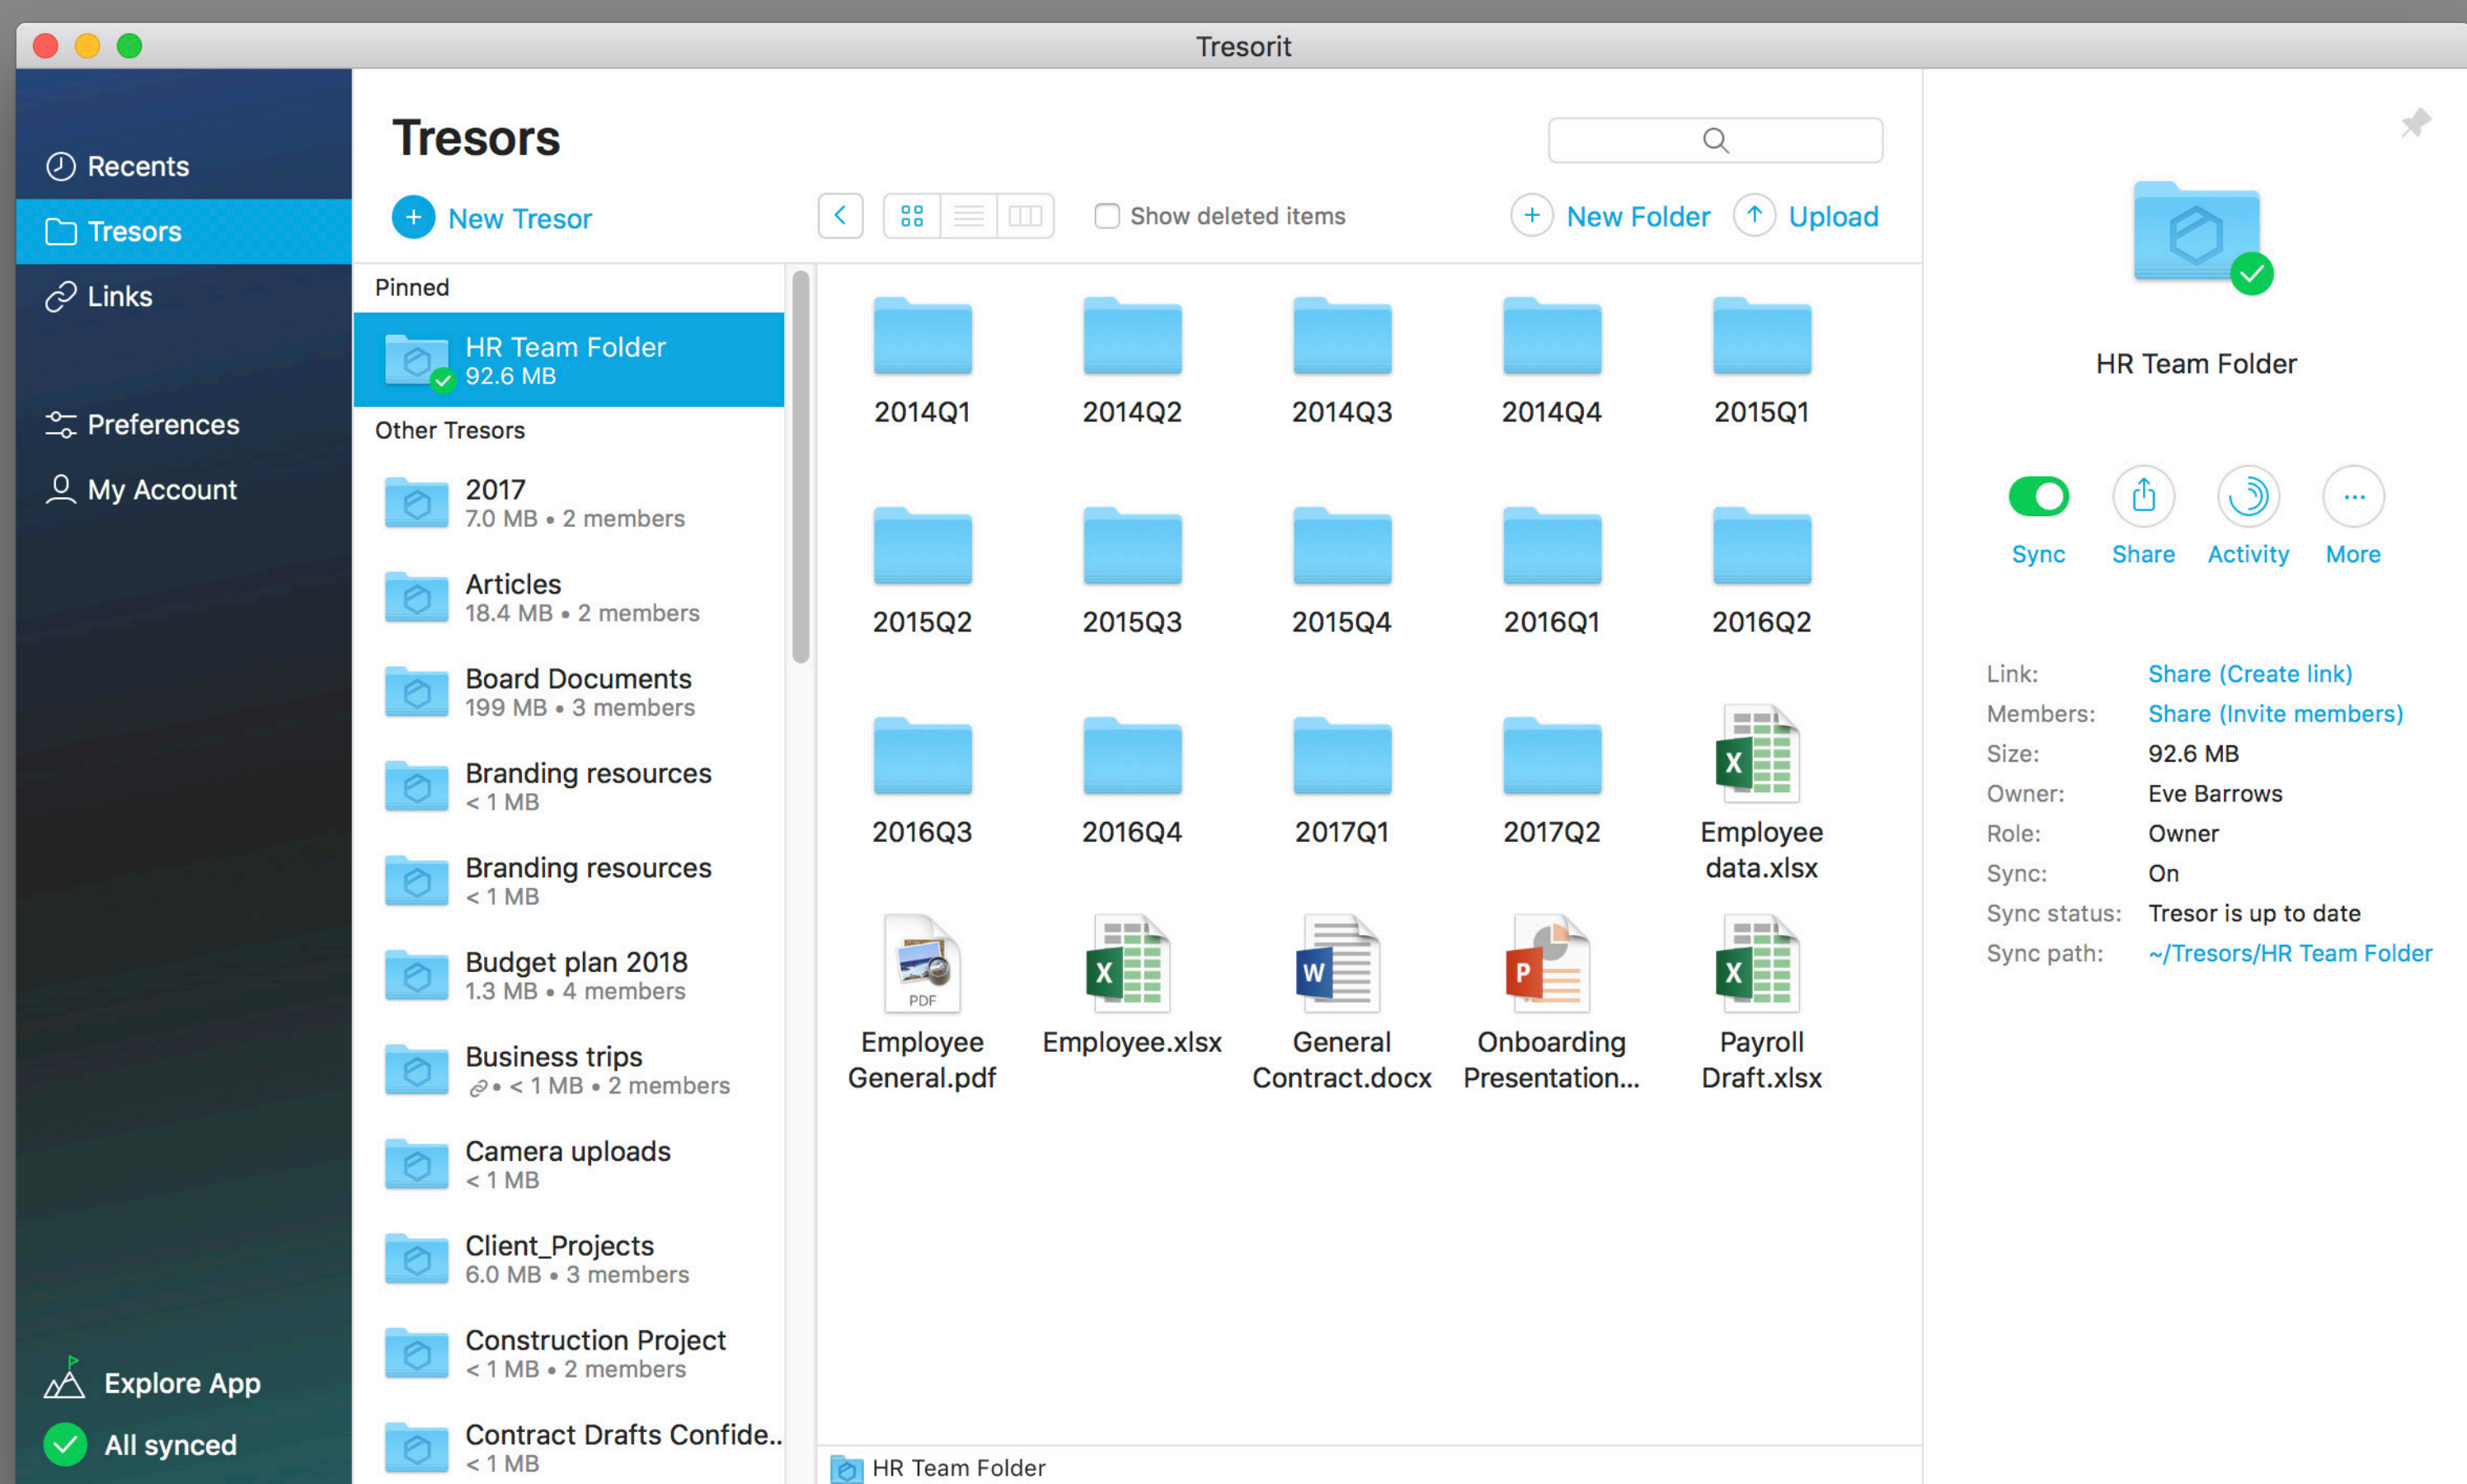 Tresorit
Recents
Tresors
Links
Preferences
My Account
Explore App
All synced
Tresors
New Tresor
Show deleted items
New Folder
Upload
Pinned
HR Team Folder
92.6 MB
Other Tresors
2017
7.0 MB • 2 members
Articles
18.4 MB • 2 members
Board Documents
199 MB • 3 members
Branding resources
< 1 MB
Branding resources
< 1 MB
Budget plan 2018
1.3 MB • 4 members
Business trips
• < 1 MB • 2 members
Camera uploads
< 1 MB
Client_Projects
6.0 MB • 3 members
Construction Project
< 1 MB • 2 members
Contract Drafts Confide..
< 1 MB
2014Q1
2014Q2
2014Q3
2014Q4
2015Q1
2015Q2
2015Q3
2015Q4
2016Q1
2016Q2
2016Q3
2016Q4
2017Q1
2017Q2
X
Employee
data.xlsx
PDF
Employee
General.pdf
X
Employee.xlsx
W
General
Contract.docx
P
Onboarding
Presentation...
X
Payroll
Draft.xlsx
HR Team Folder
HR Team Folder
Sync
Share
Activity
More
Link: Share (Create link)
Members: Share (Invite members)
Size: 92.6 MB
Owner: Eve Barrows
Role: Owner
Sync: On
Sync status: Tresor is up to date
Sync path: ~/Tresors/HR Team Folder